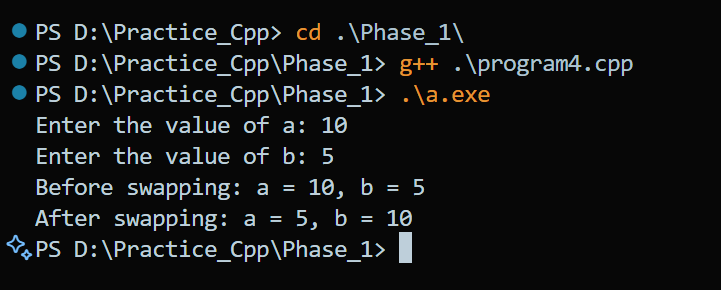 PS D:\Practice_Cpp> cd .\Phase_1\
PS D:\Practice_Cpp\Phase_1> g++ .\program4.cpp
PS D:\Practice_Cpp\Phase_1> .\a.exe
Enter the value of a: 10
Enter the value of b: 5
Before swapping: a = 10, b = 5
After swapping: a = 5, b = 10
PS D:\Practice_Cpp\Phase_1>